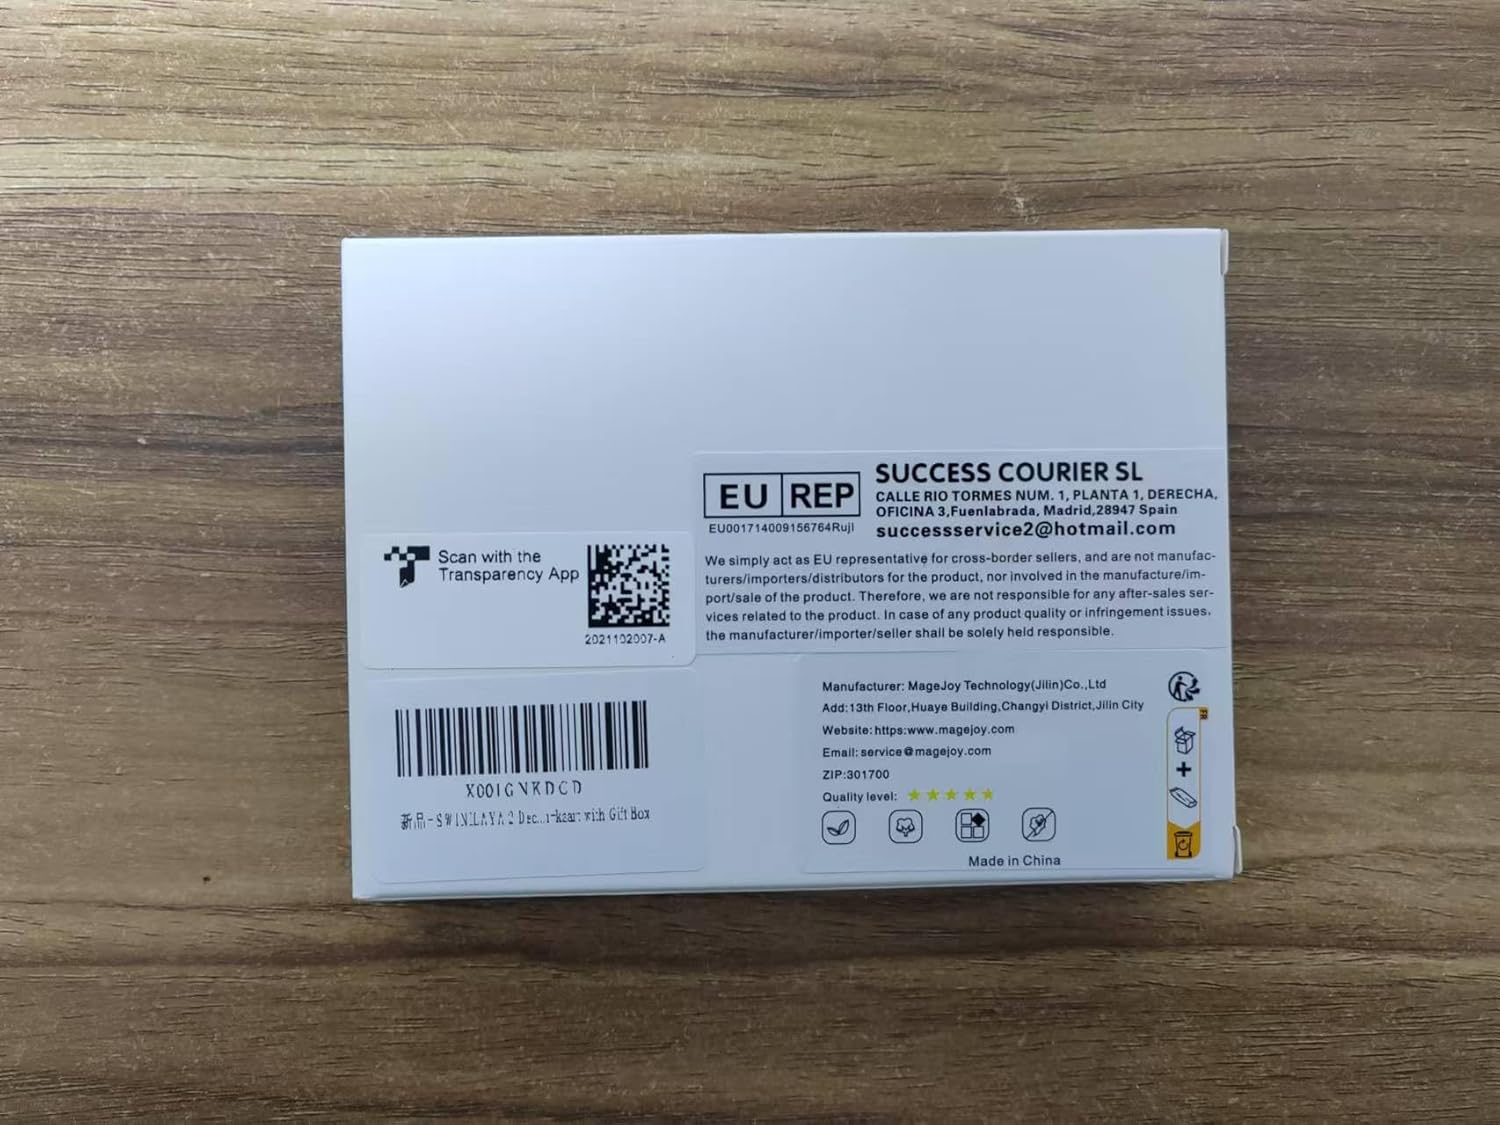 EU REP
EU001714009156764Rujl
SUCCESS COURIER SL
CALLE RIO TORMES NUM. 1, PLANTA 1, DERECHA,
OFICINA 3,Fuenlabrada, Madrid,28947 Spain
successservice2@hotmail.com
We simply act as EU representative for cross-border sellers, and are not manufac-
turers/importers/distributors for the product, nor involved in the manufacture/im-
port/sale of the product. Therefore, we are not responsible for any after-sales ser-
vices related to the product. In case of any product quality or infringement issues,
the manufacturer/importer/seller shall be solely held responsible.
Scan with the
Transparency App
2021102007-A
新品 - 2 with Gift Box
Manufacturer: MageJoy Technology(Jilin)Co.,Ltd
Add:13th Floor,Huaye Building,Changyi District,Jilin City
Website:https:www.magejoy.com
Email:service@magejoy.com
ZIP:301700
Quality level:
FR
Made in China